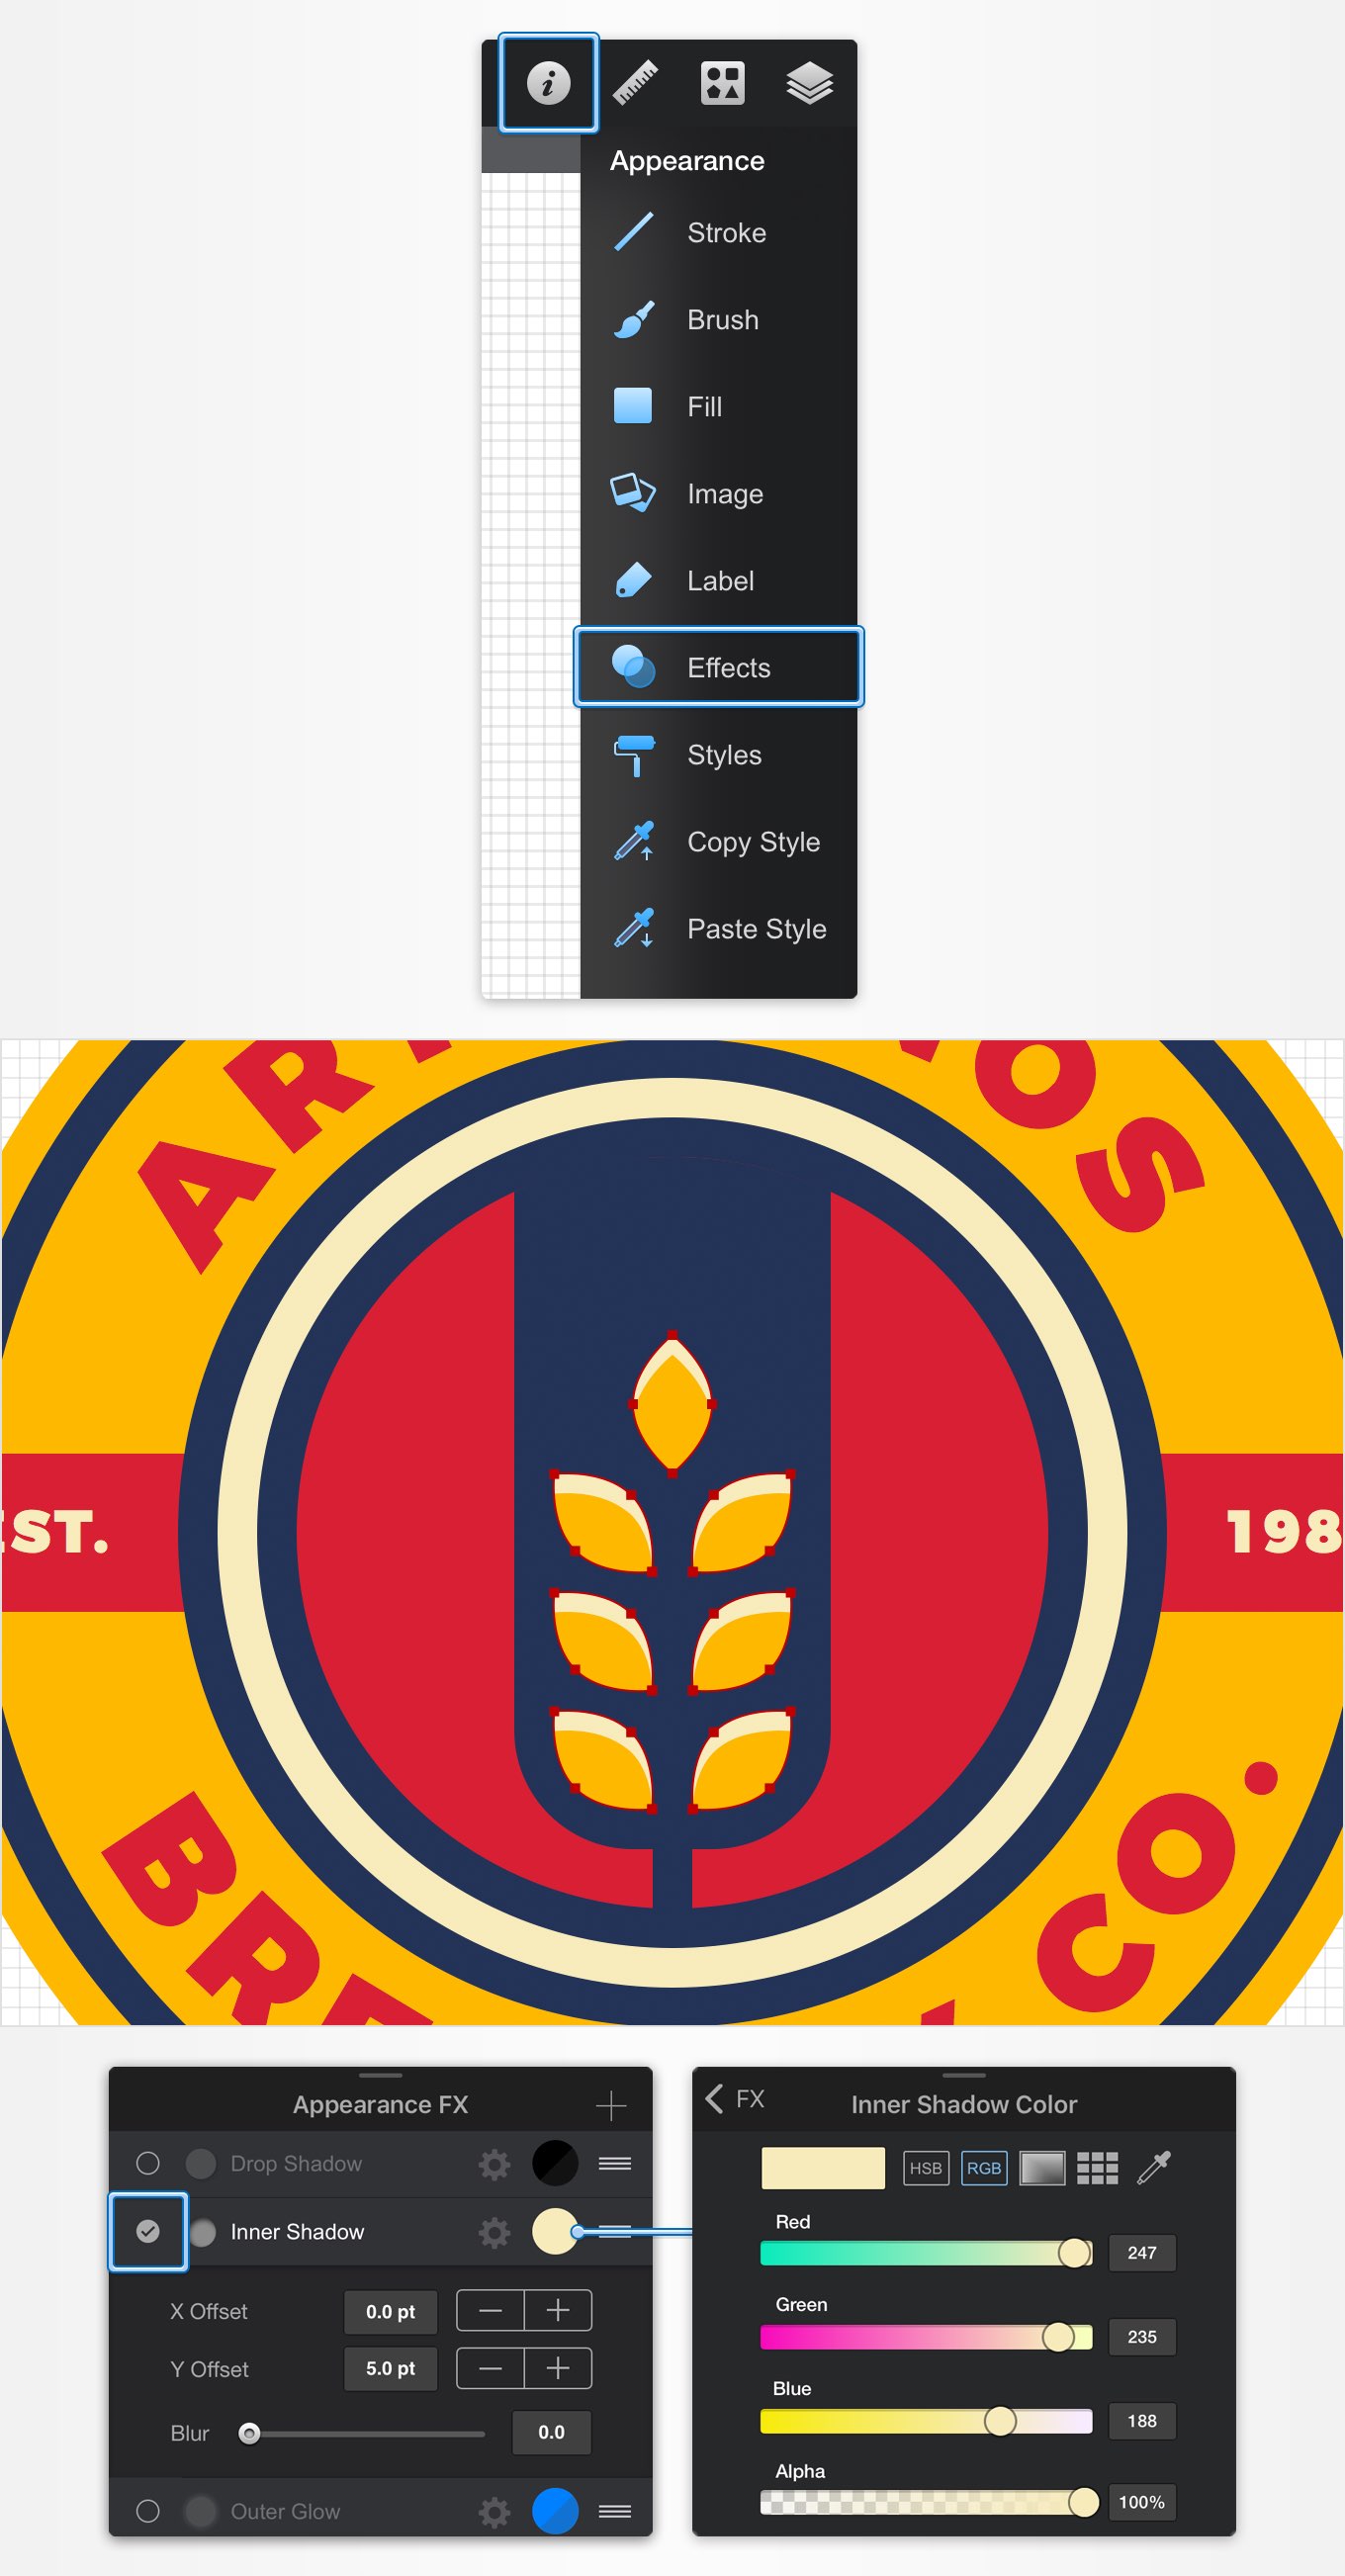 Appearance
Stroke
Brush
Fill
Image
Label
Effects
Styles
Copy Style
Paste Style
AR
OS
ST.
198
BR
CO.
Appearance FX
Drop Shadow
Inner Shadow
X Offset 0.0 pt
Y Offset 5.0 pt
Blur 0.0
Outer Glow
FX Inner Shadow Color
HSB RGB
Red
247
Green
235
Blue
188
Alpha
100%